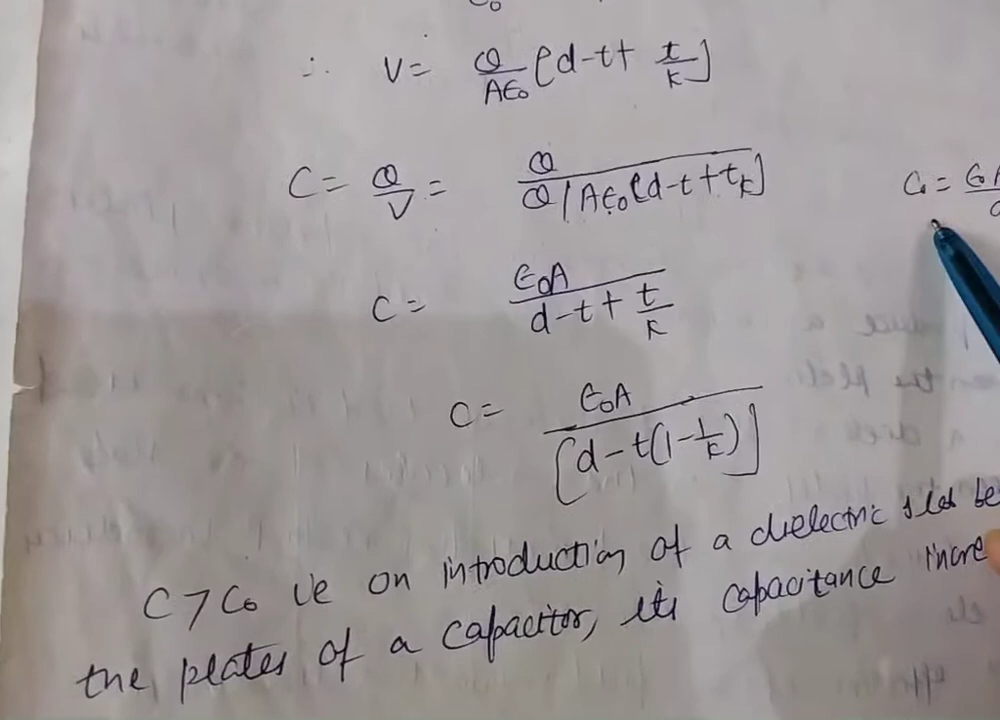 ∴ V = Q/Aε₀ [d-t+ t/k]
C = Q/V = Q / Q/Aε₀[d-t+t/k]
C₀ = ε₀A/d
C = ε₀A / d-t+ t/k
C = ε₀A / [d-t(1-1/k)]
C>C₀ ie on introduction of a dielectric slab be
the plates of a capacitor, its capacitance incre